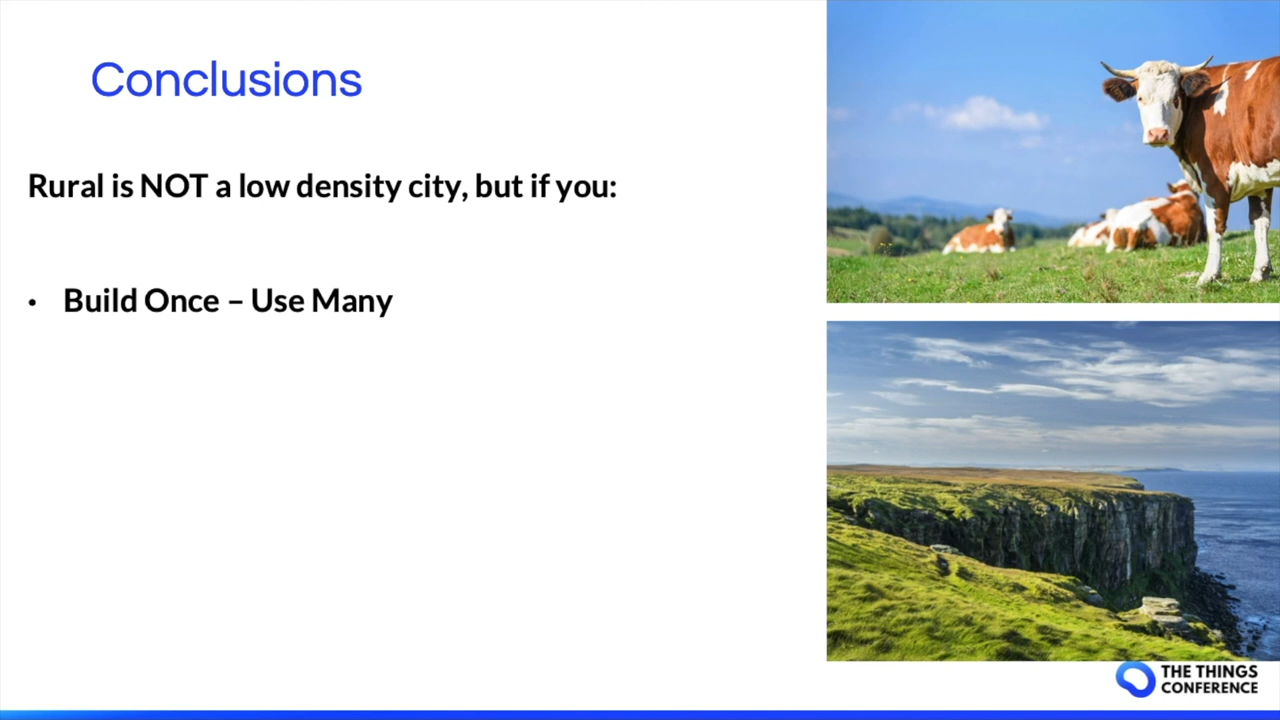 Conclusions
Rural is NOT a low density city, but if you:
• Build Once – Use Many
THE THINGS
CONFERENCE